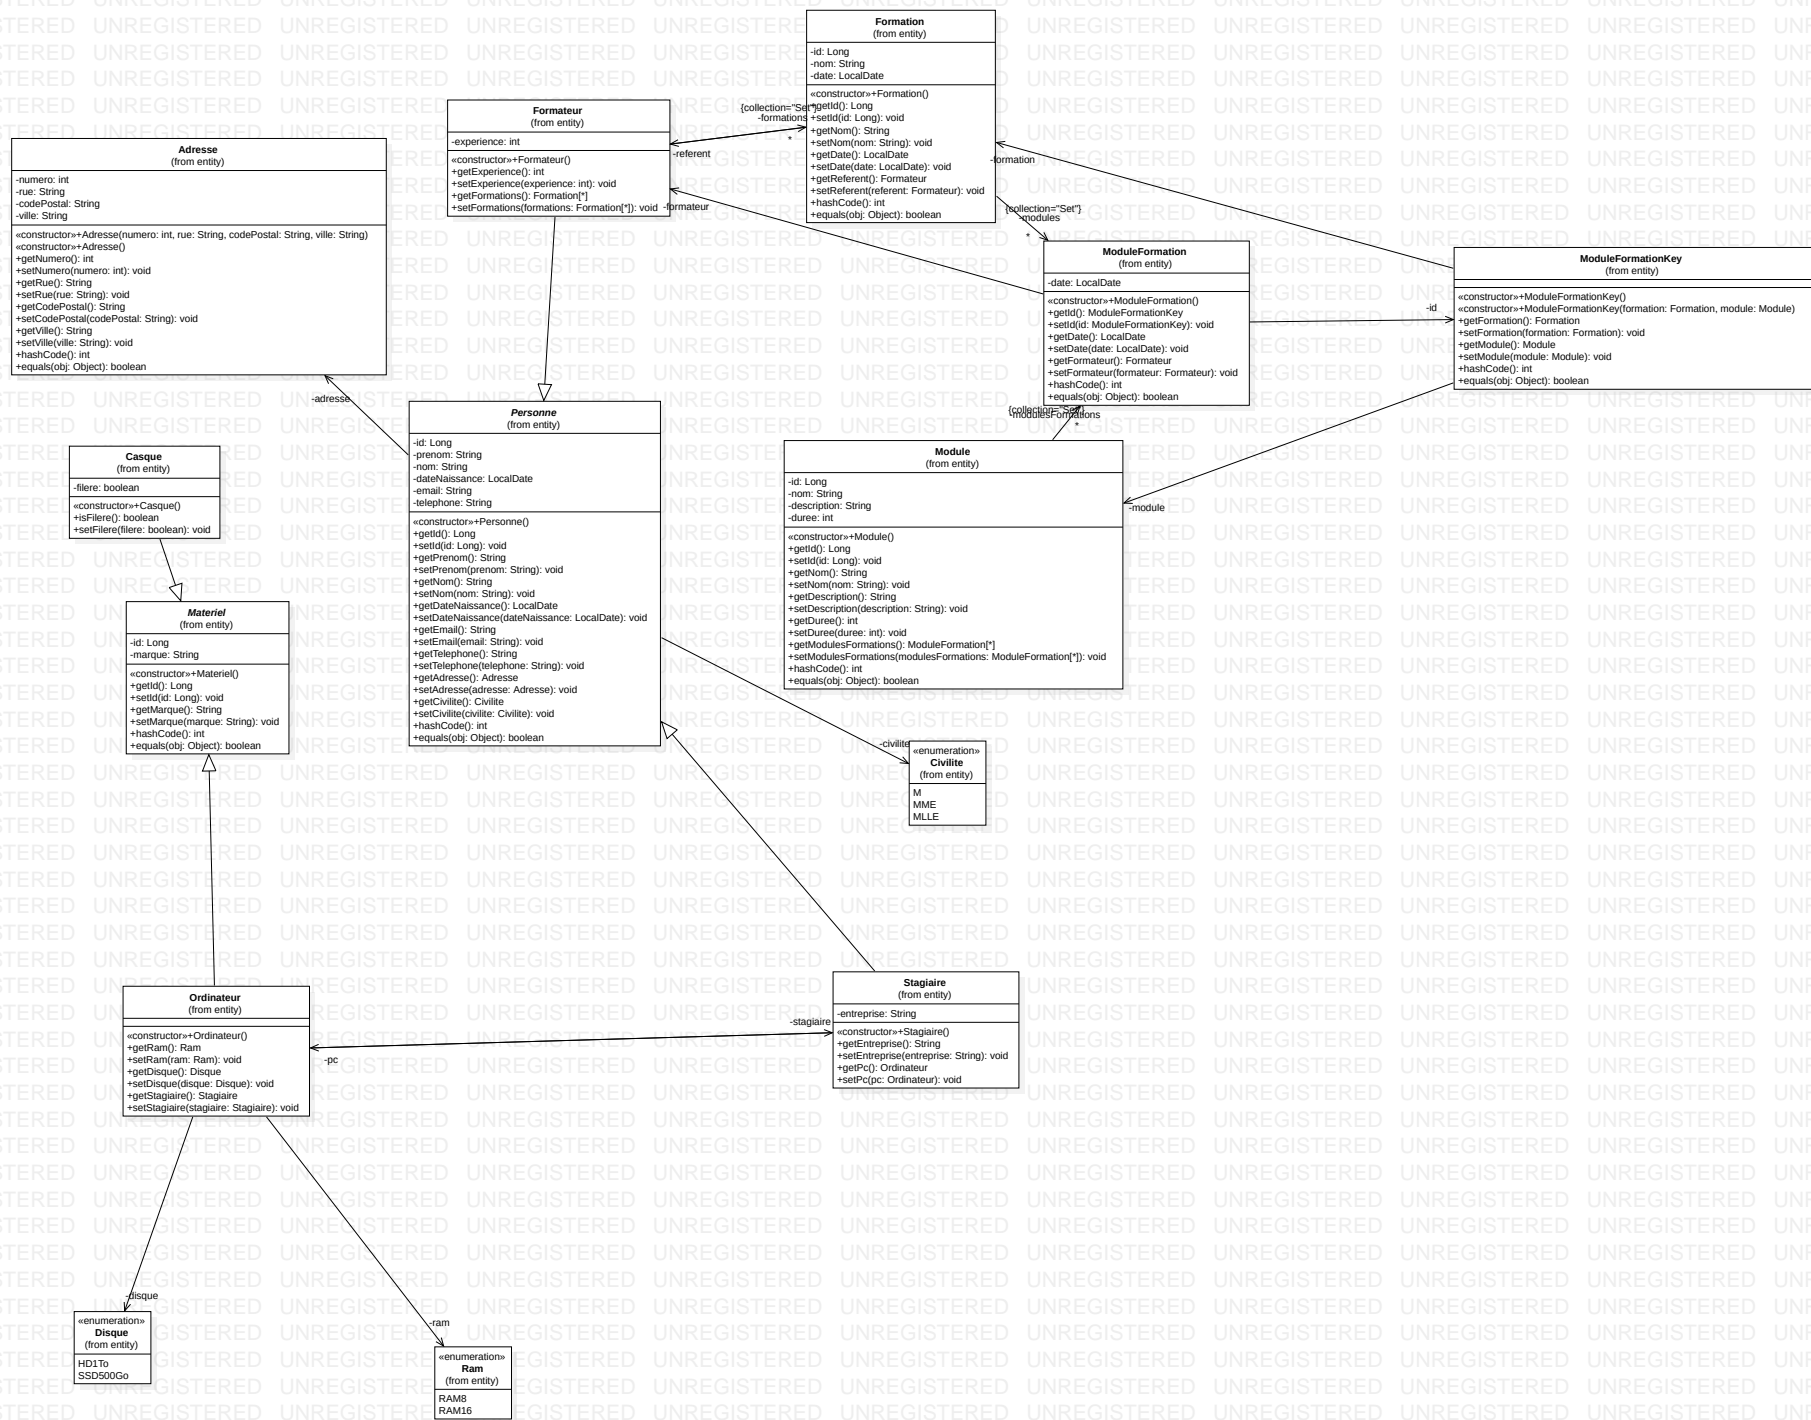 Formation
(from entity)
-id: Long
-nom: String
-date: LocalDate
«constructor»+Formation()
+getId(): Long
+setId(id: Long): void
+getNom(): String
+setNom(nom: String): void
+getDate(): LocalDate
+setDate(date: LocalDate): void
+getReferent(): Formateur
+setReferent(referent: Formateur): void
+hashCode(): int
+equals(obj: Object): boolean
Formateur
(from entity)
-experience: int
«constructor»+Formateur()
+getExperience(): int
+setExperience(experience: int): void
+getFormations(): Formation[*]
+setFormations(formations: Formation[*]): void
{collection="Set"}
-formations
*
-referent
-formateur
-formation
{collection="Set"}
-modules
*
Adresse
(from entity)
-numero: int
-rue: String
-codePostal: String
-ville: String
«constructor»+Adresse(numero: int, rue: String, codePostal: String, ville: String)
«constructor»+Adresse()
+getNumero(): int
+setNumero(numero: int): void
+getRue(): String
+setRue(rue: String): void
+getCodePostal(): String
+setCodePostal(codePostal: String): void
+getVille(): String
+setVille(ville: String): void
+hashCode(): int
+equals(obj: Object): boolean
-adresse
ModuleFormation
(from entity)
-date: LocalDate
«constructor»+ModuleFormation()
+getId(): ModuleFormationKey
+setId(id: ModuleFormationKey): void
+getDate(): LocalDate
+setDate(date: LocalDate): void
+getFormateur(): Formateur
+setFormateur(formateur: Formateur): void
+hashCode(): int
+equals(obj: Object): boolean
-id
ModuleFormationKey
(from entity)
«constructor»+ModuleFormationKey()
«constructor»+ModuleFormationKey(formation: Formation, module: Module)
+getFormation(): Formation
+setFormation(formation: Formation): void
+getModule(): Module
+setModule(module: Module): void
+hashCode(): int
+equals(obj: Object): boolean
{collection="Set"}
-modulesFormations
*
-module
Personne
(from entity)
-id: Long
-prenom: String
-nom: String
-dateNaissance: LocalDate
-email: String
-telephone: String
«constructor»+Personne()
+getId(): Long
+setId(id: Long): void
+getPrenom(): String
+setPrenom(prenom: String): void
+getNom(): String
+setNom(nom: String): void
+getDateNaissance(): LocalDate
+setDateNaissance(dateNaissance: LocalDate): void
+getEmail(): String
+setEmail(email: String): void
+getTelephone(): String
+setTelephone(telephone: String): void
+getAdresse(): Adresse
+setAdresse(adresse: Adresse): void
+getCivilite(): Civilite
+setCivilite(civilite: Civilite): void
+hashCode(): int
+equals(obj: Object): boolean
Module
(from entity)
-id: Long
-nom: String
-description: String
-duree: int
«constructor»+Module()
+getId(): Long
+setId(id: Long): void
+getNom(): String
+setNom(nom: String): void
+getDescription(): String
+setDescription(description: String): void
+getDuree(): int
+setDuree(duree: int): void
+getModulesFormations(): ModuleFormation[*]
+setModulesFormations(modulesFormations: ModuleFormation[*]): void
+hashCode(): int
+equals(obj: Object): boolean
Casque
(from entity)
-filere: boolean
«constructor»+Casque()
+isFilere(): boolean
+setFilere(filere: boolean): void
Materiel
(from entity)
-id: Long
-marque: String
«constructor»+Materiel()
+getId(): Long
+setId(id: Long): void
+getMarque(): String
+setMarque(marque: String): void
+hashCode(): int
+equals(obj: Object): boolean
-civilite
«enumeration»
Civilite
(from entity)
M
MME
MLLE
Ordinateur
(from entity)
«constructor»+Ordinateur()
+getRam(): Ram
+setRam(ram: Ram): void
+getDisque(): Disque
+setDisque(disque: Disque): void
+getStagiaire(): Stagiaire
+setStagiaire(stagiaire: Stagiaire): void
-pc
-stagiaire
Stagiaire
(from entity)
-entreprise: String
«constructor»+Stagiaire()
+getEntreprise(): String
+setEntreprise(entreprise: String): void
+getPc(): Ordinateur
+setPc(pc: Ordinateur): void
-disque
«enumeration»
Disque
(from entity)
HD1To
SSD500Go
-ram
«enumeration»
Ram
(from entity)
RAM8
RAM16
UNREGISTERED